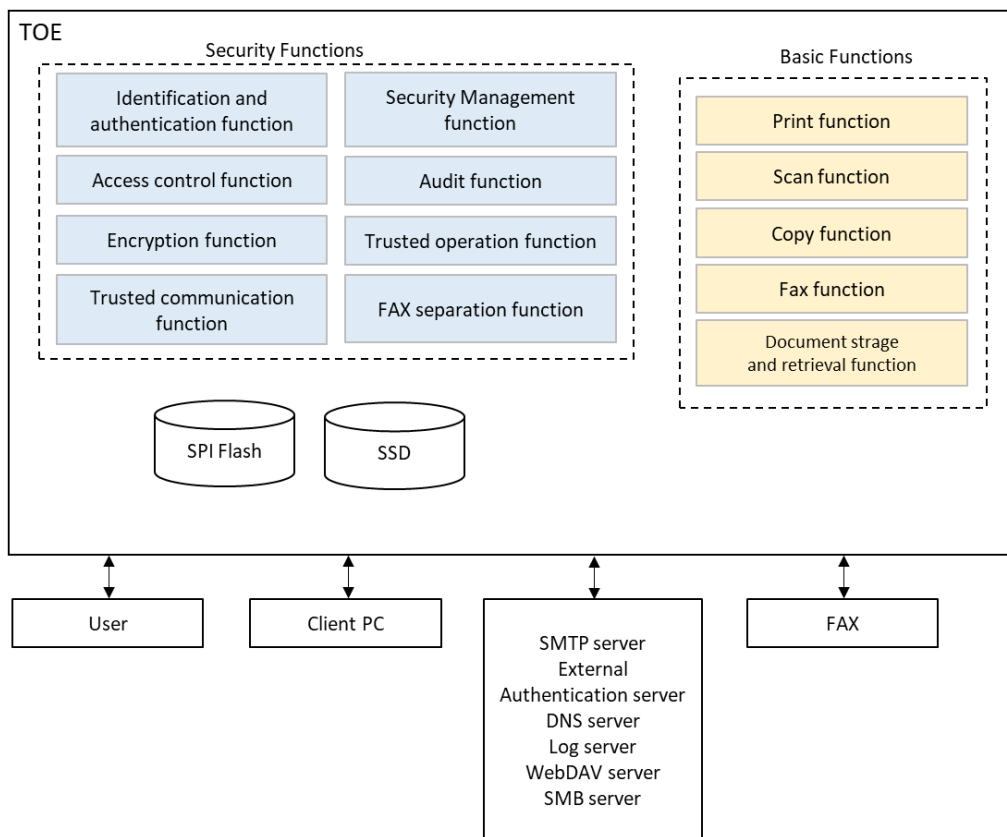 TOE
Security Functions
Identification and
authentication function
Security Management
function
Access control function
Audit function
Encryption function
Trusted operation function
Trusted communication
function
FAX separation function
Basic Functions
Print function
Scan function
Copy function
Fax function
Document strage
and retrieval function
SPI Flash
SSD
User
Client PC
SMTP server
External
Authentication server
DNS server
Log server
WebDAV server
SMB server
FAX